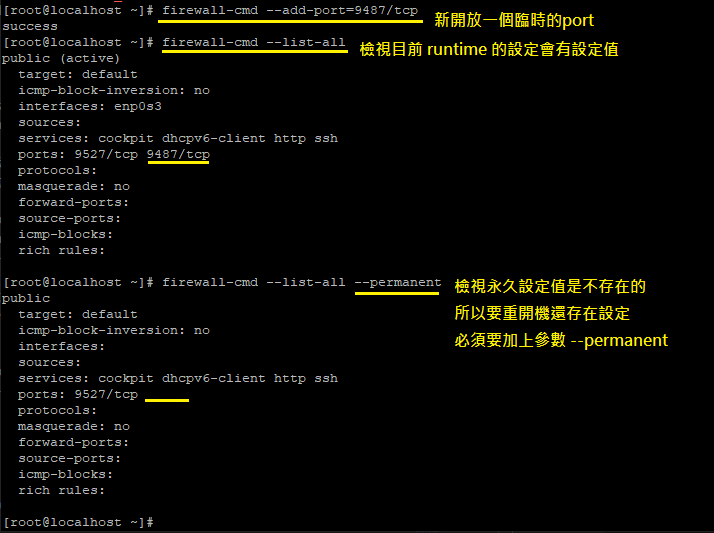 [root@localhost ~]# firewall-cmd --add-port=9487/tcp 新開放一個臨時的port
success
[root@localhost ~]# firewall-cmd --list-all 檢視目前 runtime 的設定會有設定值
public (active)
  target: default
  icmp-block-inversion: no
  interfaces: enp0s3
  sources:
  services: cockpit dhcpv6-client http ssh
  ports: 9527/tcp 9487/tcp
  protocols:
  masquerade: no
  forward-ports:
  source-ports:
  icmp-blocks:
  rich rules:
[root@localhost ~]# firewall-cmd --list-all --permanent 檢視永久設定值是不存在的
public
所以要重開機還存在設定
  target: default
  icmp-block-inversion: no
必須要加上參數 --permanent
  interfaces:
  sources:
  services: cockpit dhcpv6-client http ssh
  ports: 9527/tcp
  protocols:
  masquerade: no
  forward-ports:
  source-ports:
  icmp-blocks:
  rich rules:
[root@localhost ~]#